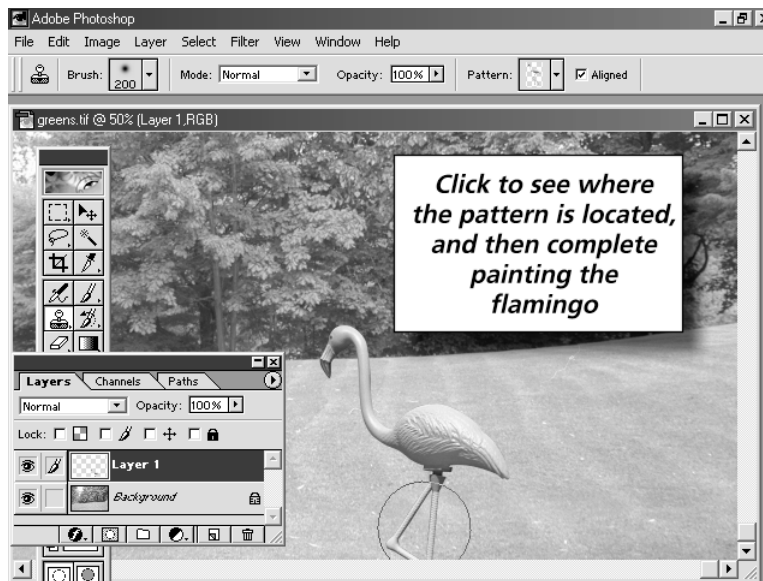 Adobe Photoshop
File Edit Image Layer Select Filter View Window Help
Brush: 200 Mode: Normal Opacity: 100% Pattern: Aligned
greens.tif @ 50% (Layer 1,RGB)
Click to see where
the pattern is located,
and then complete
painting the
flamingo
Layers Channels Paths
Normal Opacity: 100%
Lock:
Layer 1
Background